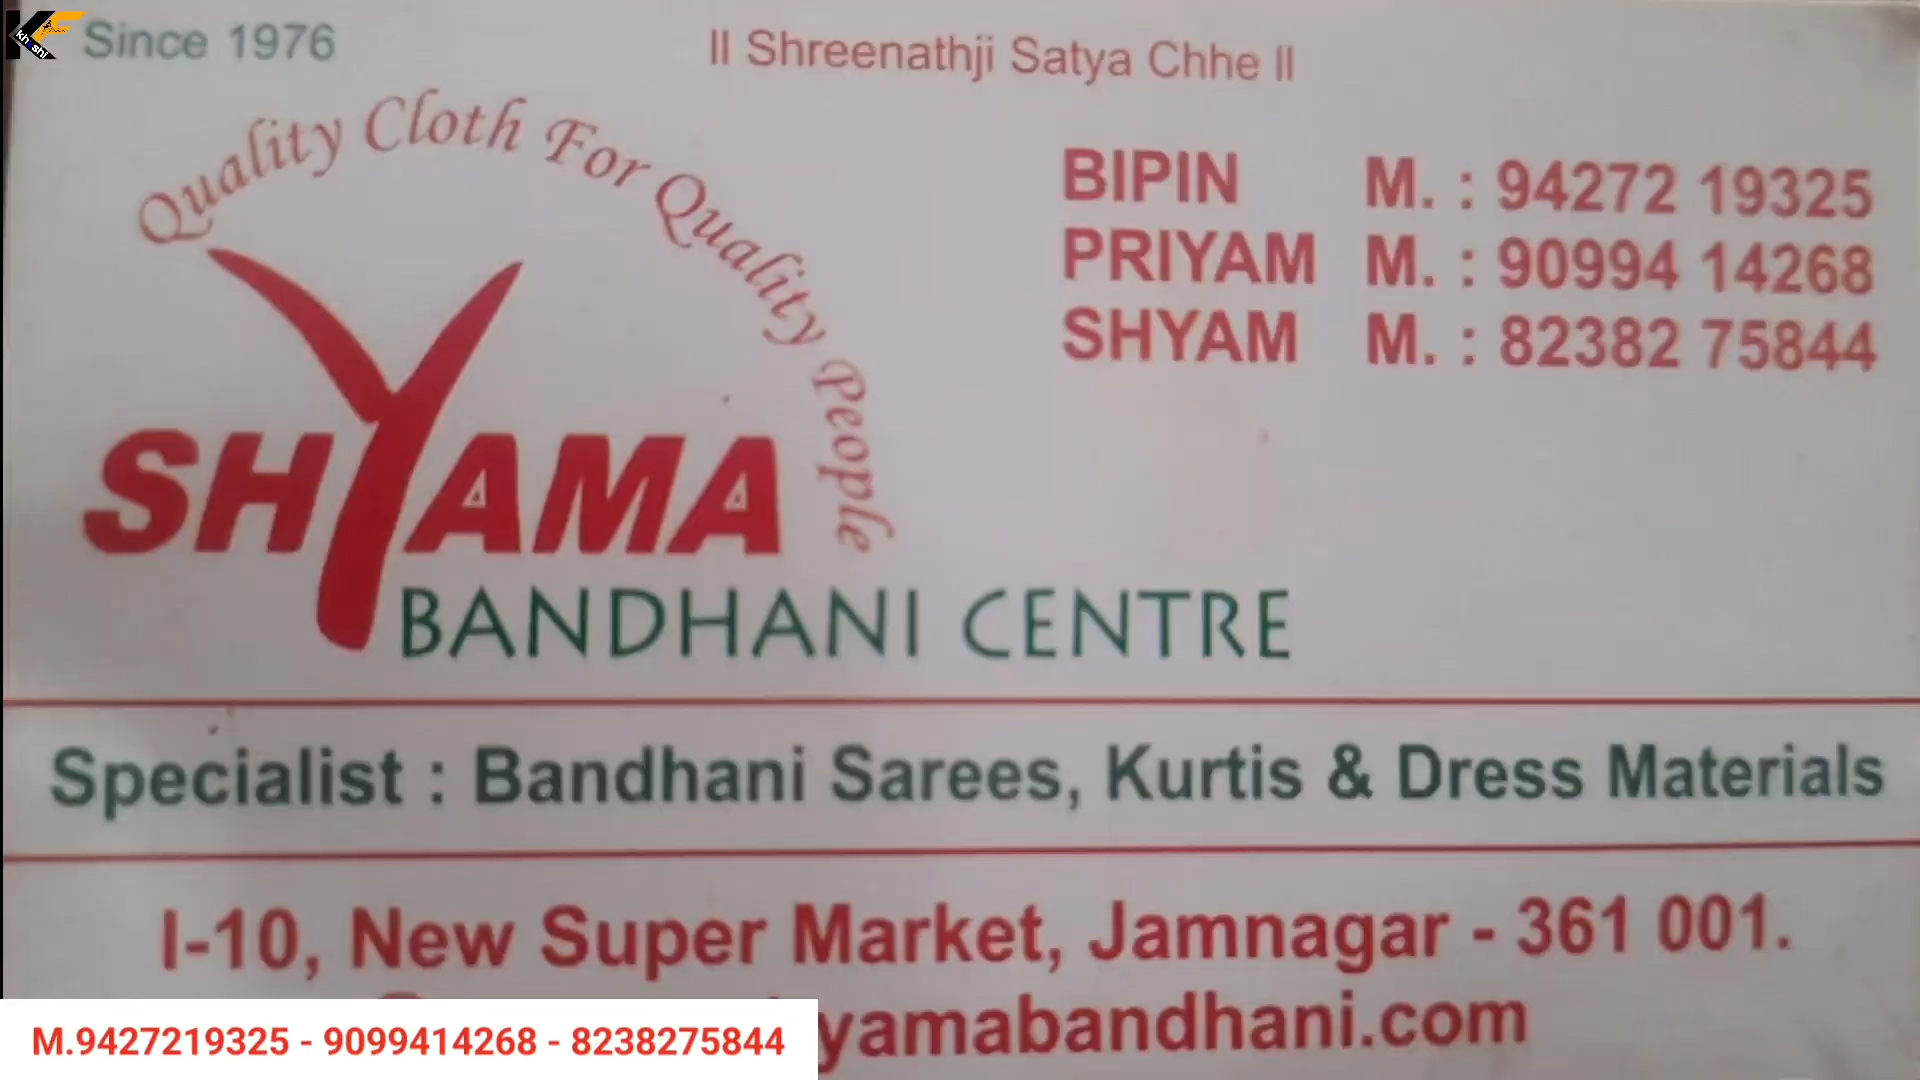 Since 1976
II Shreenathji Satya Chhe II
Quality Cloth For Quality People
BIPIN M. : 94272 19325
PRIYAM M. : 90994 14268
SHYAM M. : 82382 75844
SHYAMA
BANDHANI CENTRE
Specialist : Bandhani Sarees, Kurtis & Dress Materials
I-10, New Super Market, Jamnagar - 361 001.
yamabandhani.com
M.9427219325 - 9099414268 - 8238275844